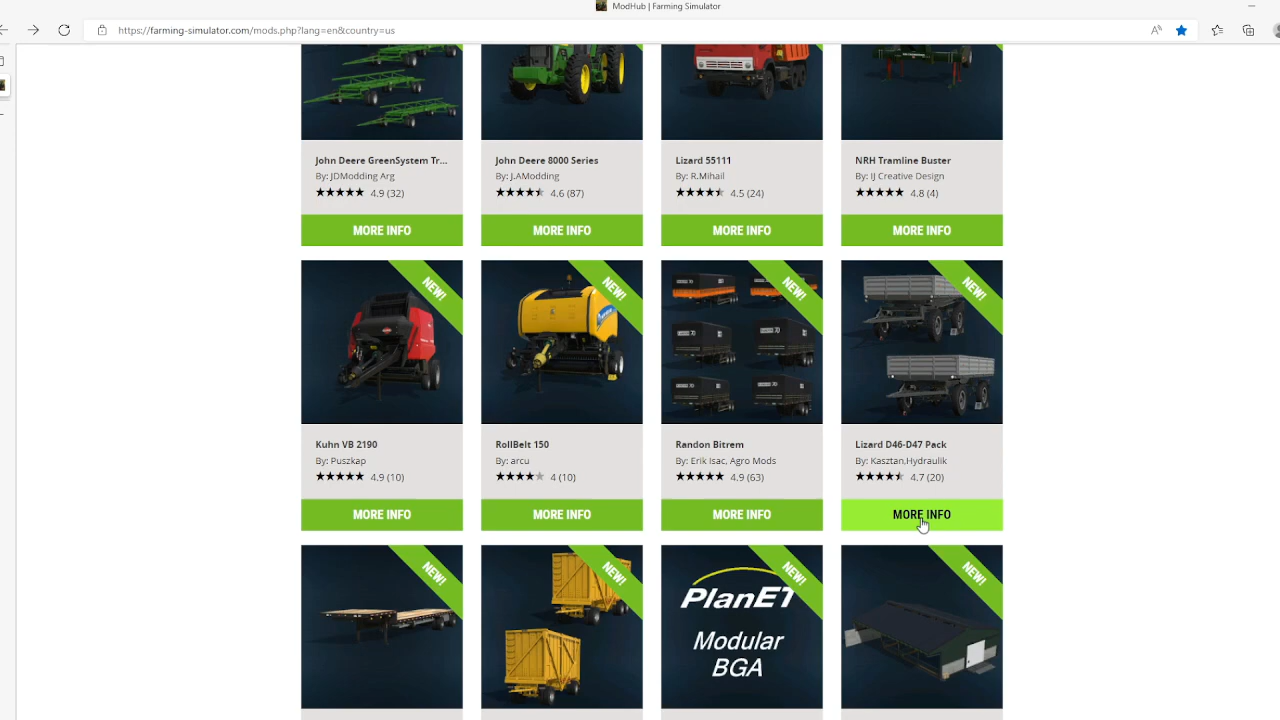 ModHub | Farming Simulator
https://farming-simulator.com/mods.php?lang=en&country=us
John Deere GreenSystem Tr...
By: JDModding Arg
4.9 (32)
MORE INFO
John Deere 8000 Series
By: J.AModding
4.6 (87)
MORE INFO
Lizard 55111
By: R.Mihail
4.5 (24)
MORE INFO
NRH Tramline Buster
By: IJ Creative Design
4.8 (4)
MORE INFO
NEW!
Kuhn VB 2190
By: Puszkap
4.9 (10)
MORE INFO
NEW!
RollBelt 150
By: arcu
4 (10)
MORE INFO
NEW!
Randon Bitrem
By: Erik Isac, Agro Mods
4.9 (63)
MORE INFO
NEW!
Lizard D46-D47 Pack
By: Kasztan,Hydraulik
4.7 (20)
MORE INFO
NEW!
NEW!
NEW!
PlanET
Modular
BGA
NEW!